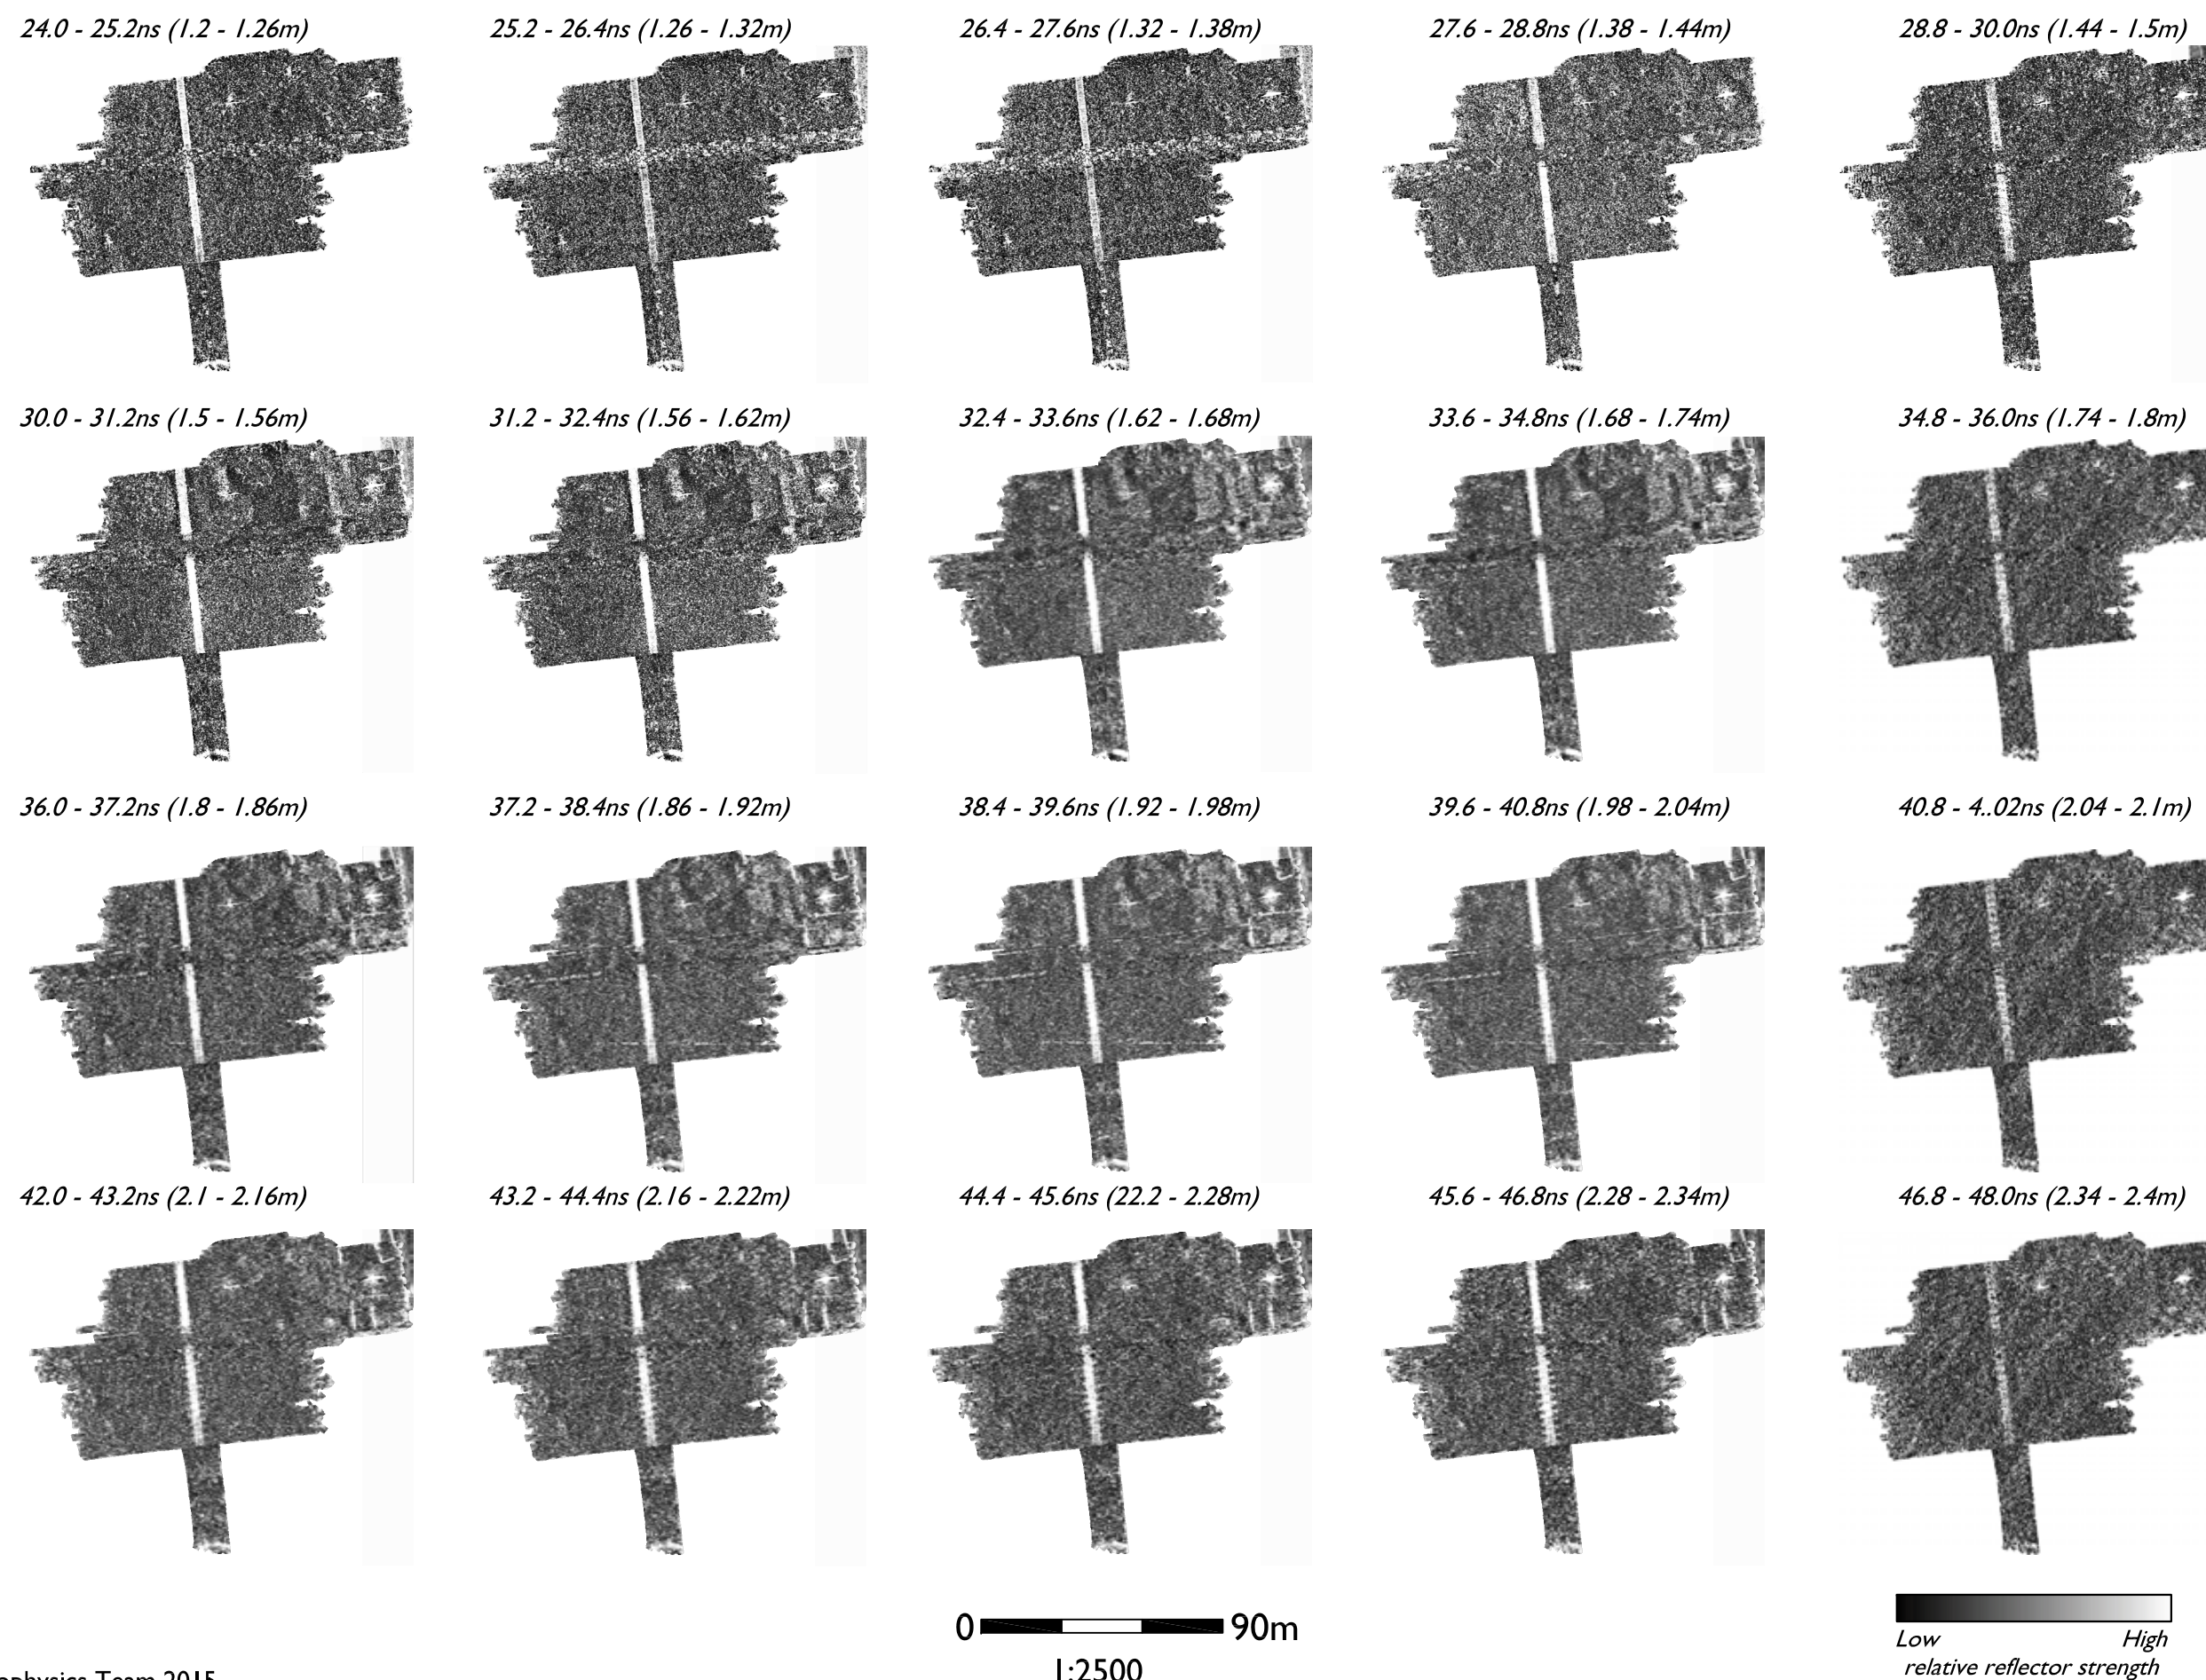 24.0 - 25.2ns (1.2 - 1.26m)
25.2 - 26.4ns (1.26 - 1.32m)
26.4 - 27.6ns (1.32 - 1.38m)
27.6 - 28.8ns (1.38 - 1.44m)
28.8 - 30.0ns (1.44 - 1.5m)
30.0 - 31.2ns (1.5 - 1.56m)
31.2 - 32.4ns (1.56 - 1.62m)
32.4 - 33.6ns (1.62 - 1.68m)
33.6 - 34.8ns (1.68 - 1.74m)
34.8 - 36.0ns (1.74 - 1.8m)
36.0 - 37.2ns (1.8 - 1.86m)
37.2 - 38.4ns (1.86 - 1.92m)
38.4 - 39.6ns (1.92 - 1.98m)
39.6 - 40.8ns (1.98 - 2.04m)
40.8 - 4..02ns (2.04 - 2.1m)
42.0 - 43.2ns (2.1 - 2.16m)
43.2 - 44.4ns (2.16 - 2.22m)
44.4 - 45.6ns (22.2 - 2.28m)
45.6 - 46.8ns (2.28 - 2.34m)
46.8 - 48.0ns (2.34 - 2.4m)
0 90m
1:2500
Low High
relative reflector strength
Team 2015